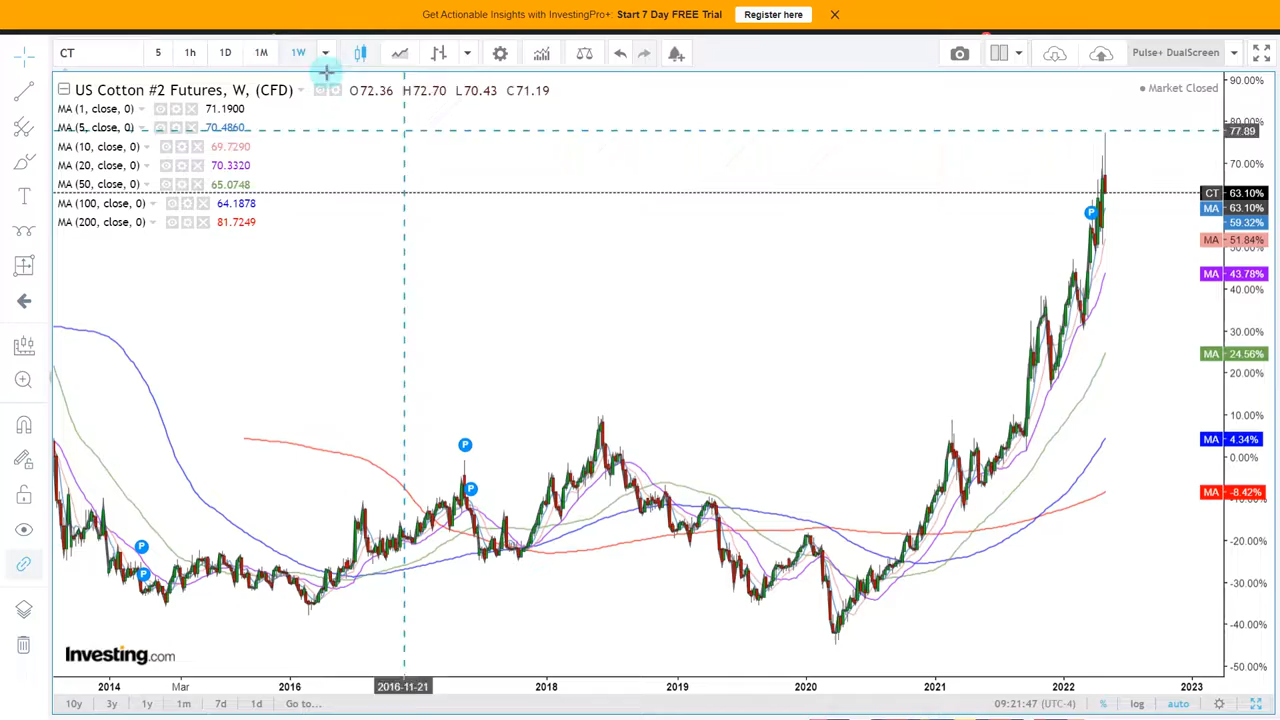 Get Actionable Insights with InvestingPro+: Start 7 Day FREE Trial Register here
CT 5 1h 1D 1M 1W Pulse+ DualScreen
US Cotton #2 Futures, W, (CFD) O72.36 H72.70 L70.43 C71.19
Market Closed
MA (1, close, 0) 71.1900
MA (5, close, 0) 70.4860
MA (10, close, 0) 69.7290
MA (20, close, 0) 70.3320
MA (50, close, 0) 65.0748
MA (100, close, 0) 64.1878
MA (200, close, 0) 81.7249
90.00%
80.00%
77.89
70.00%
CT 63.10%
MA 63.10%
59.32%
MA 51.84%
50.00%
MA 43.78%
40.00%
30.00%
MA 24.56%
20.00%
10.00%
MA 4.34%
0.00%
MA -8.42%
-10.00%
-20.00%
-30.00%
-40.00%
-50.00%
P
P
P
P
P
Investing.com
2014 Mar 2016 2016-11-21 2018 2019 2020 2021 2022 2023
10y 3y 1y 1m 7d 1d Go to... 09:21:47 (UTC-4) % log auto